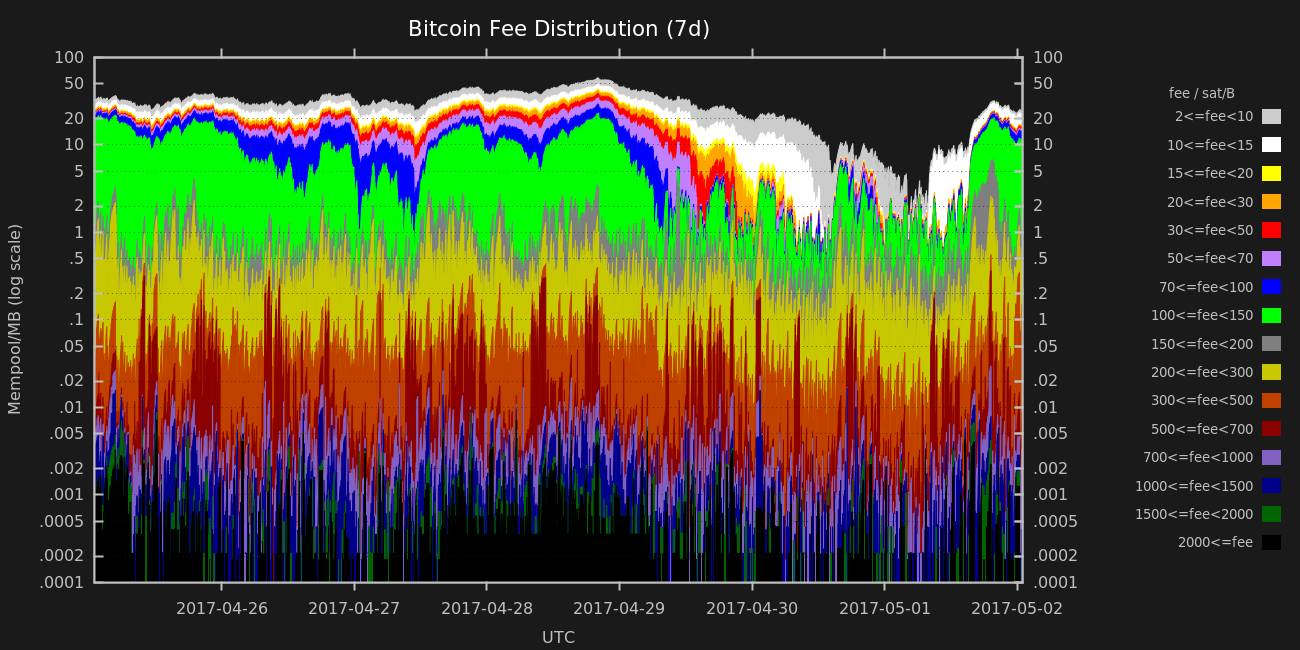 Bitcoin Fee Distribution (7d)
100
50
20
10
5
2
1
.5
.2
.1
.05
.02
.01
.005
.002
.001
.0005
.0002
.0001
Mempool/MB (log scale)
100
50
20
10
5
2
1
.5
.2
.1
.05
.02
.01
.005
.002
.001
.0005
.0002
.0001
2017-04-26 2017-04-27 2017-04-28 2017-04-29 2017-04-30 2017-05-01 2017-05-02
UTC
fee / sat/B
2<=fee<10
10<=fee<15
15<=fee<20
20<=fee<30
30<=fee<50
50<=fee<70
70<=fee<100
100<=fee<150
150<=fee<200
200<=fee<300
300<=fee<500
500<=fee<700
700<=fee<1000
1000<=fee<1500
1500<=fee<2000
2000<=fee